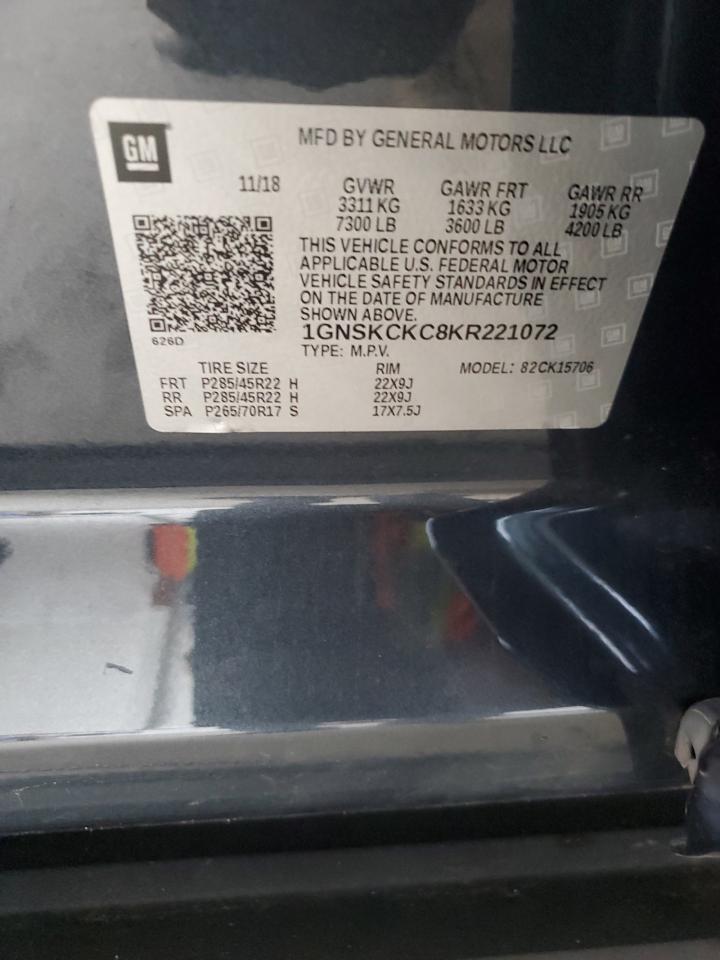 GM
MFD BY GENERAL MOTORS LLC
11/18 GVWR GAWR FRT GAWR RR
3311 KG 1633 KG 1905 KG
7300 LB 3600 LB 4200 LB
THIS VEHICLE CONFORMS TO ALL
APPLICABLE U.S. FEDERAL MOTOR
VEHICLE SAFETY STANDARDS IN EFFECT
ON THE DATE OF MANUFACTURE
SHOWN ABOVE.
626D
1GNSKCKC8KR221072
TYPE: M.P.V.
TIRE SIZE RIM MODEL: 82CK15706
FRT P285/45R22 H 22X9J
RR P285/45R22 H 22X9J
SPA P265/70R17 S 17X7.5J